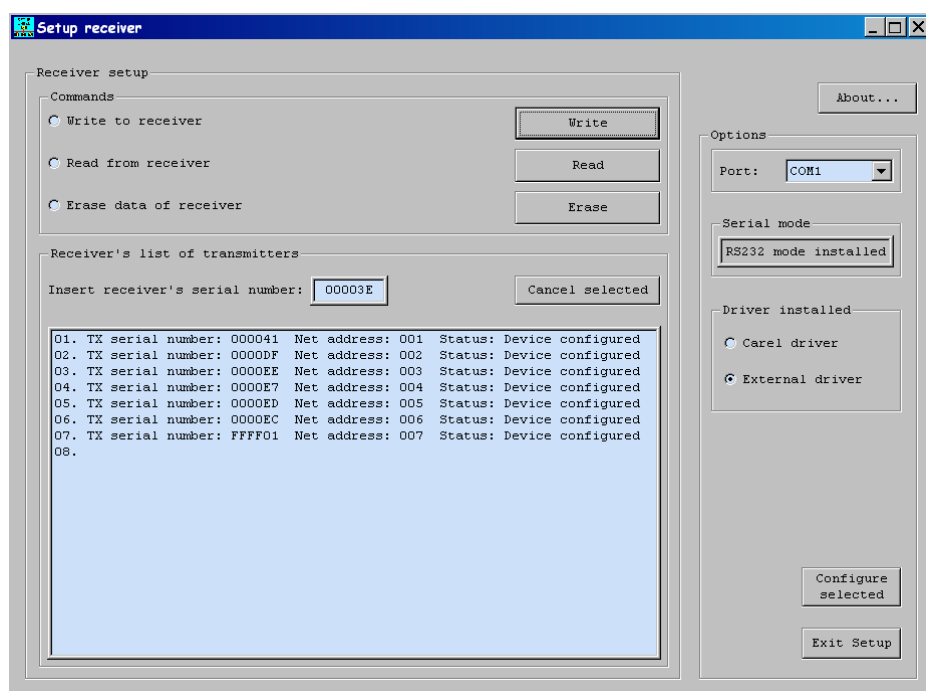 Setup receiver
Receiver setup
Commands
Write to receiver
Write
Read from receiver
Read
Erase data of receiver
Erase
Receiver's list of transmitters
Insert receiver's serial number: 00003E
Cancel selected
01. TX serial number: 000041 Net address: 001 Status: Device configured
02. TX serial number: 0000DF Net address: 002 Status: Device configured
03. TX serial number: 0000EE Net address: 003 Status: Device configured
04. TX serial number: 0000E7 Net address: 004 Status: Device configured
05. TX serial number: 0000ED Net address: 005 Status: Device configured
06. TX serial number: 0000EC Net address: 006 Status: Device configured
07. TX serial number: FFFF01 Net address: 007 Status: Device configured
08.
About...
Options
Port: COM1
Serial mode
RS232 mode installed
Driver installed
Carel driver
External driver
Configure
selected
Exit Setup